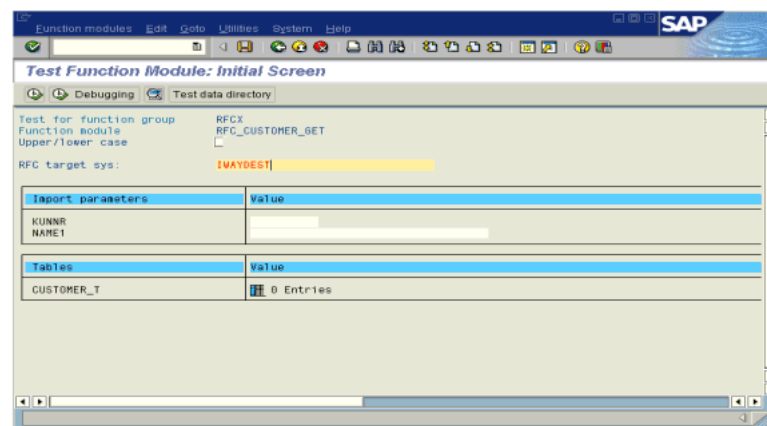 Function modules Edit Goto Utilities System Help
SAP
Test Function Module: Initial Screen
Debugging Test data directory
Test for function group RFCX
Function module RFC_CUSTOMER_GET
Upper/lower case
RFC target sys: IWAYDEST
Import parameters Value
KUNNR
NAME1
Tables Value
CUSTOMER_T 0 Entries